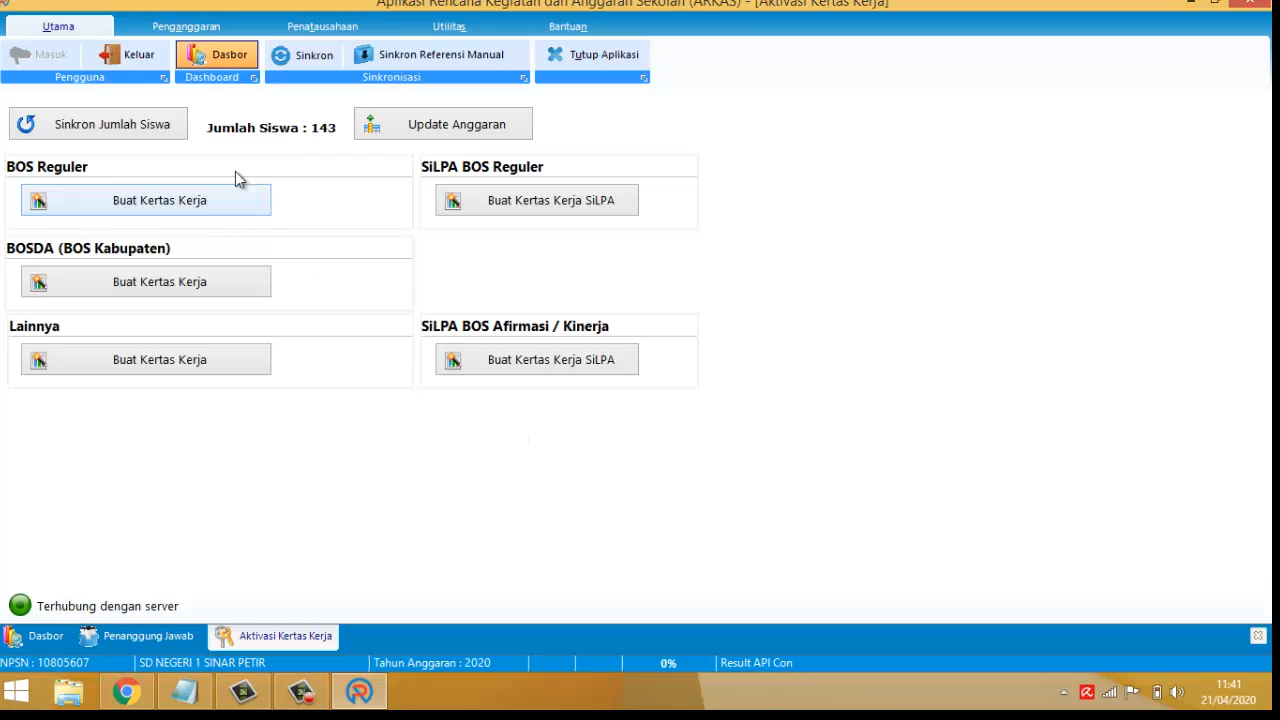 Aplikasi Rencana Kegiatan dan Anggaran Sekolah (ARKAS) - [Aktivasi Kertas Kerja]
Utama Penganggaran Penatausahaan Utilitas Bantuan
Masuk Keluar Dasbor Sinkron Sinkron Referensi Manual Tutup Aplikasi
Pengguna Dashboard Sinkronisasi
Sinkron Jumlah Siswa Jumlah Siswa : 143 Update Anggaran
BOS Reguler SiLPA BOS Reguler
Buat Kertas Kerja Buat Kertas Kerja SiLPA
BOSDA (BOS Kabupaten)
Buat Kertas Kerja
Lainnya SiLPA BOS Afirmasi / Kinerja
Buat Kertas Kerja Buat Kertas Kerja SiLPA
Terhubung dengan server
Dasbor Penanggung Jawab Aktivasi Kertas Kerja
NPSN : 10805607 SD NEGERI 1 SINAR PETIR Tahun Anggaran : 2020 0% Result API Con
11:41
21/04/2020